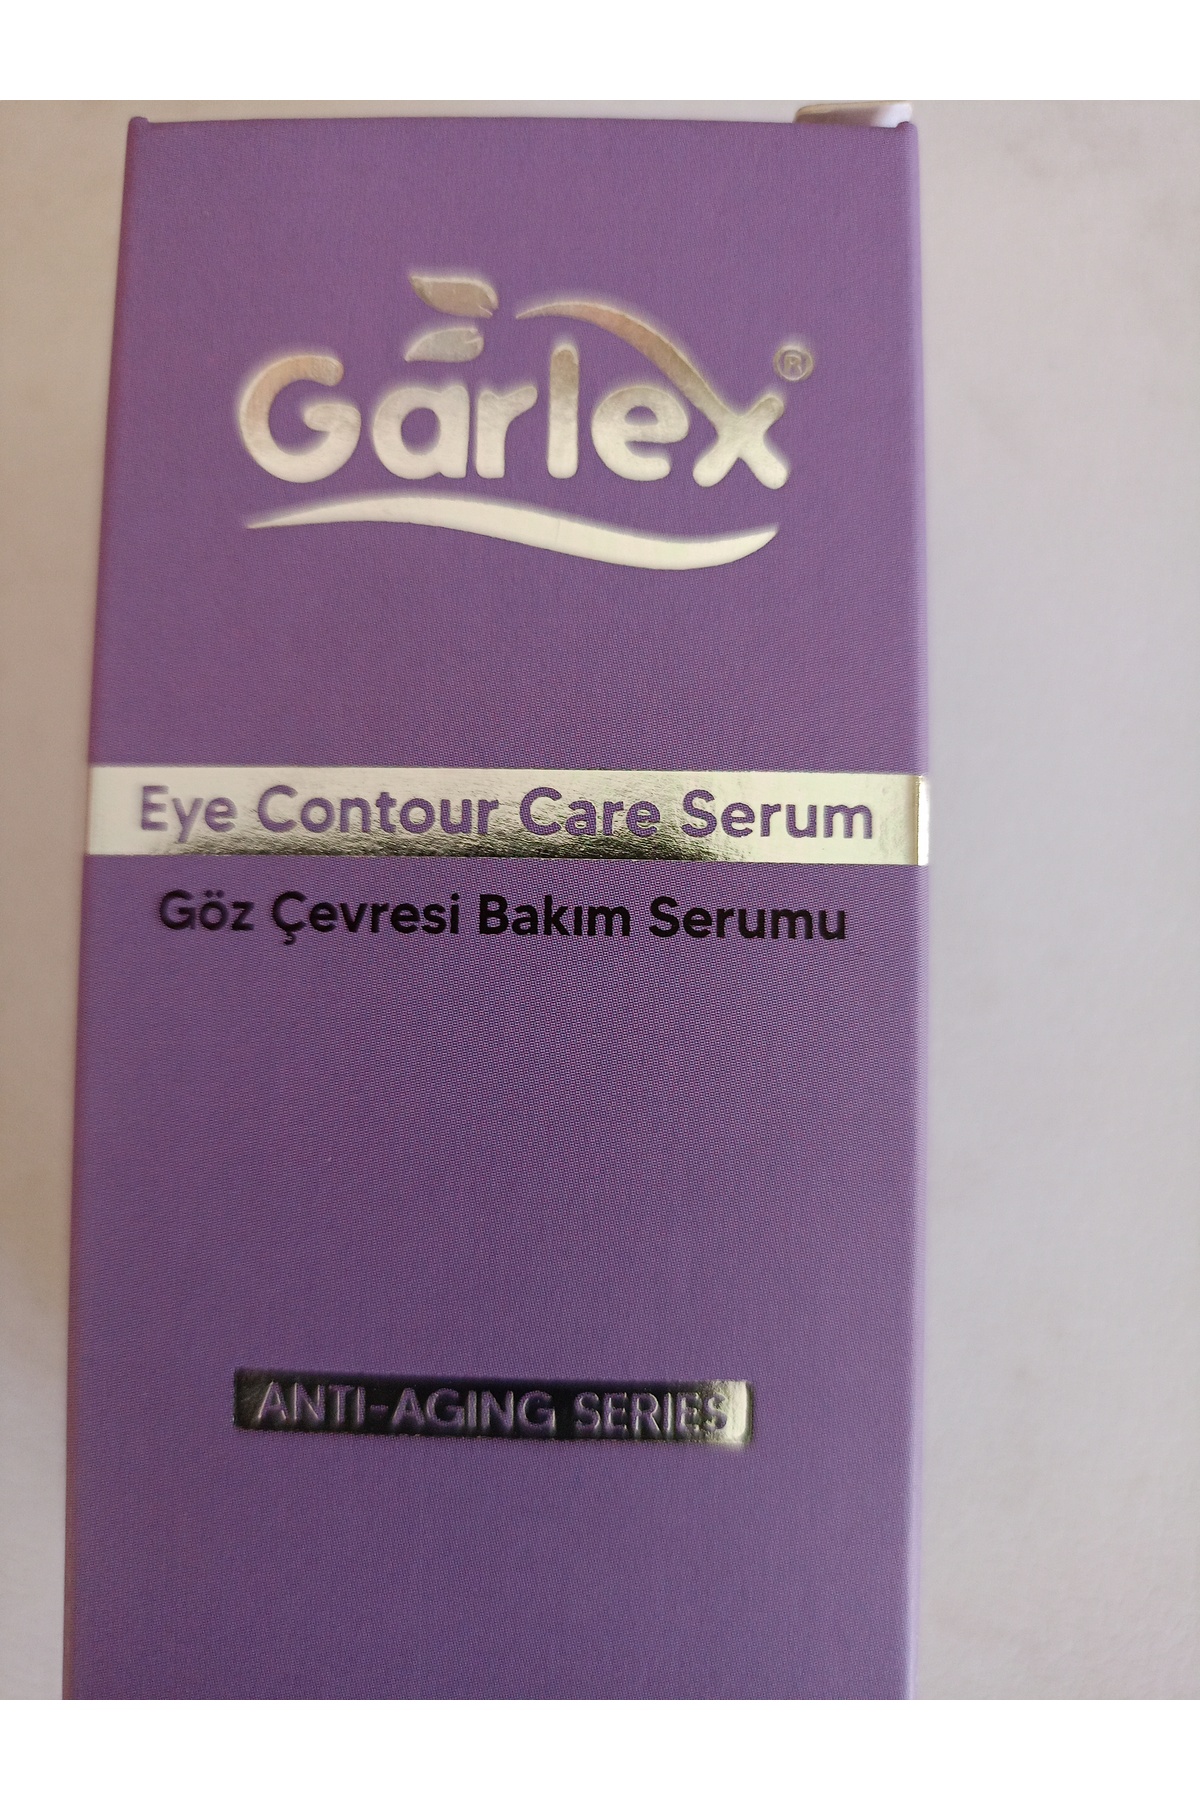 Garlex®
Eye Contour Care Serum
Göz Çevresi Bakım Serumu
ANTI-AGING SERIES